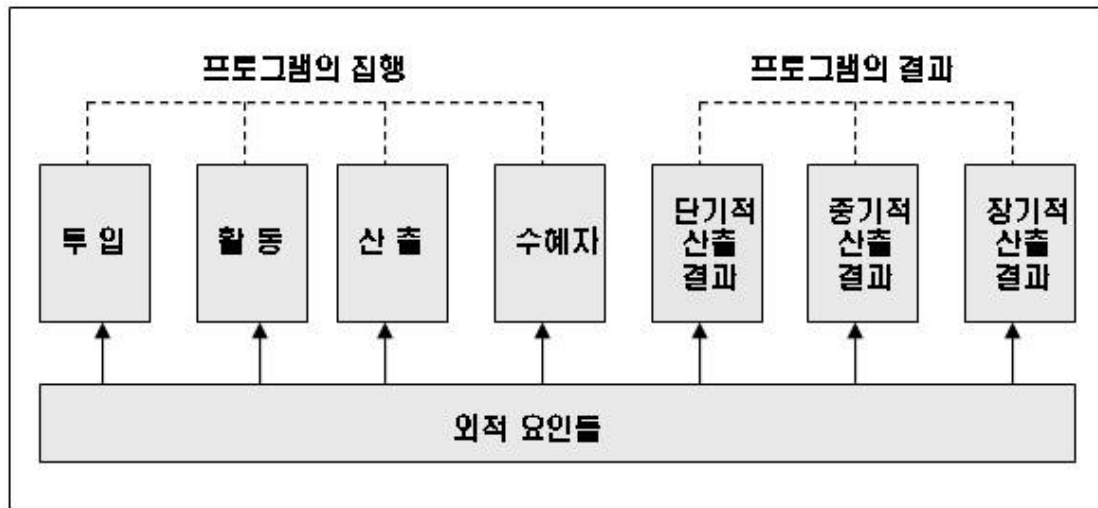 프로그램의 집행
프로그램의 결과
투 입
활 동
산 출
수혜자
단기적
산출
결과
중기적
산출
결과
장기적
산출
결과
외적 요인들